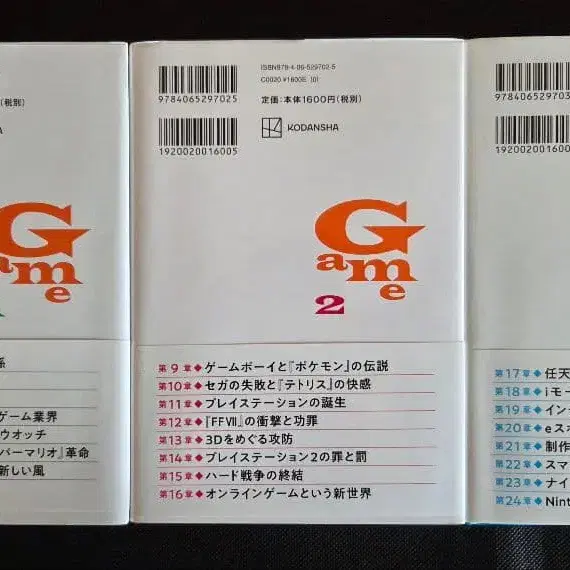 (税別)
ame
係
ゲーム業界
ウオッチ
パーマリオ』革命
新しい風
ISBN978-4-06-529702-5
C0020 ¥1600E (0)
9784065297025
定価:本体1600円(税別)
1920020016005
KODANSHA
Game
2
第9章◆ゲームボーイと『ポケモン』の伝説
第10章◆セガの失敗と『テトリス』の快感
第11章◆プレイステーションの誕生
第12章◆『FFⅦ』の衝撃と功罪
第13章◆3Dをめぐる攻防
第14章◆プレイステーション2の罪と罰
第15章◆ハード戦争の終結
第16章◆オンラインゲームという新世界
978406529703
192002001600
第17章◆任天
第18章◆iモー
第19章◆イン
第20章◆eスポ
第21章◆制作
第22章◆スマ
第23章◆ナイ
第24章◆Nint